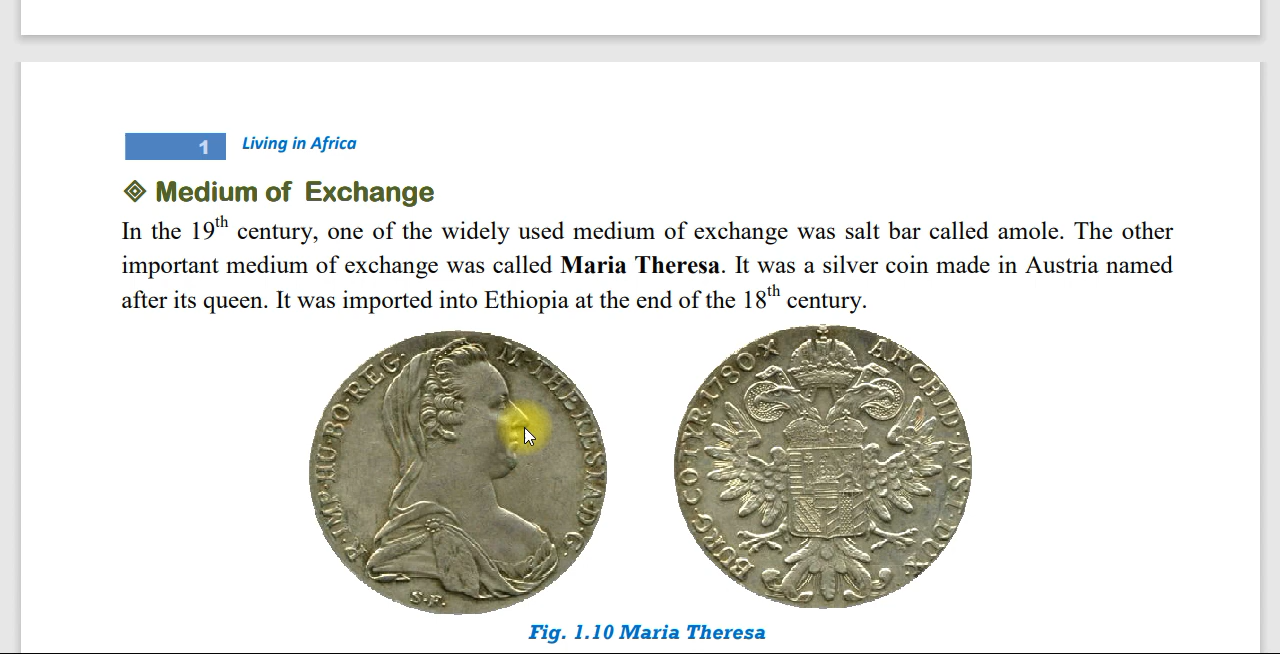 1 Living in Africa
Medium of Exchange
In the 19th century, one of the widely used medium of exchange was salt bar called amole. The other
important medium of exchange was called Maria Theresa. It was a silver coin made in Austria named
after its queen. It was imported into Ethiopia at the end of the 18th century.
R·IMP·HU·BO·REG· M·THERESIA·D·G·
S·F·
BURG·CO·TYR·1780·X ARCHID·AVST·DUX
Fig. 1.10 Maria Theresa